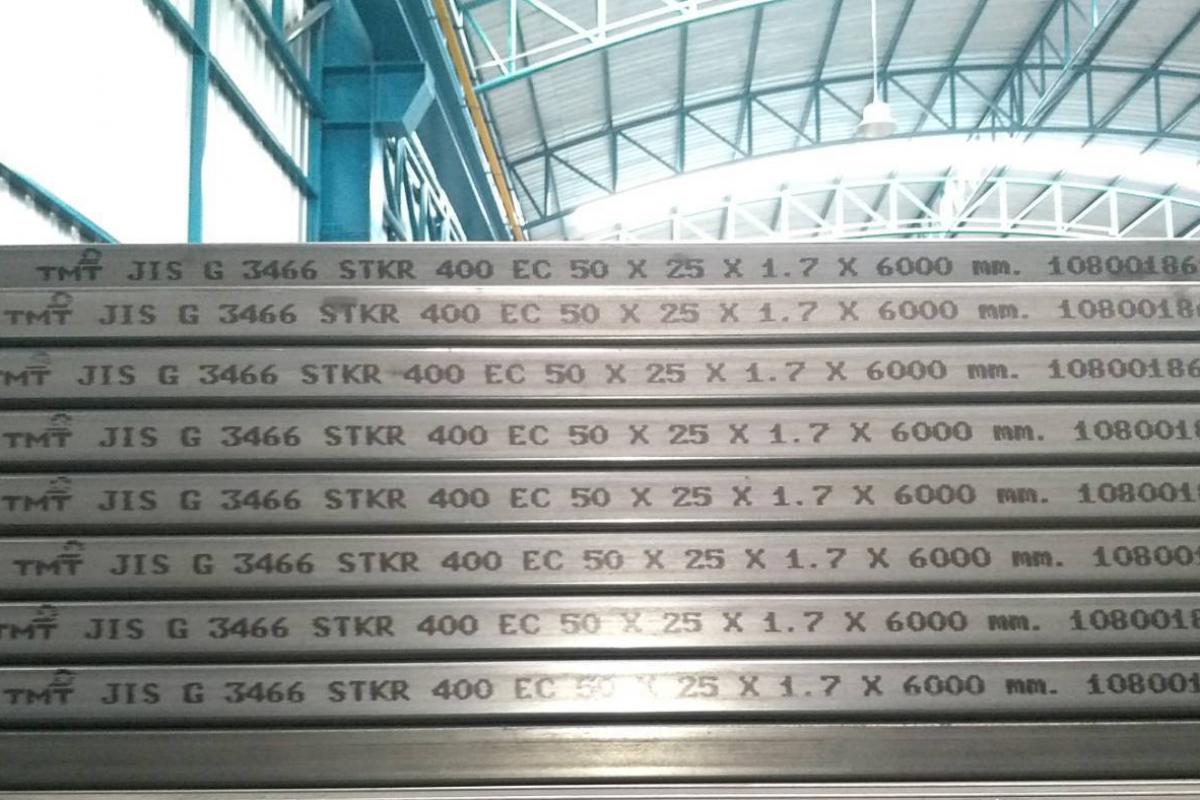 TMT JIS G 3466 STKR 400 EC 50 X 25 X 1.7 X 6000 mm. 10800186
TMT JIS G 3466 STKR 400 EC 50 X 25 X 1.7 X 6000 mm. 1080018
TMT JIS G 3466 STKR 400 EC 50 X 25 X 1.7 X 6000 mm. 10800186
TMT JIS G 3466 STKR 400 EC 50 X 25 X 1.7 X 6000 mm. 1080018
TMT JIS G 3466 STKR 400 EC 50 X 25 X 1.7 X 6000 mm. 108001
TMT JIS G 3466 STKR 400 EC 50 X 25 X 1.7 X 6000 mm. 10800
TMT JIS G 3466 STKR 400 EC 50 X 25 X 1.7 X 6000 mm. 1080018
TMT JIS G 3466 STKR 400 EC 50 X 25 X 1.7 X 6000 mm. 108001